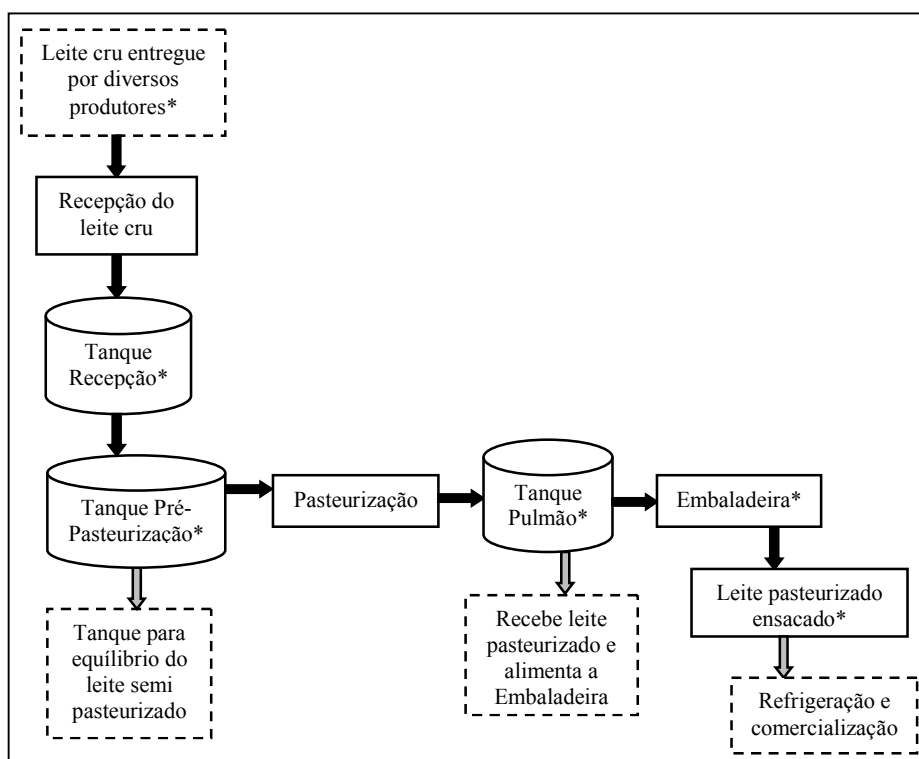 Leite cru entregue
por diversos
produtores*
Recepção do
leite cru
Tanque
Recepção*
Tanque Pré-
Pasteurização*
Pasteurização
Tanque
Pulmão*
Embaladeira*
Leite pasteurizado
ensacado*
Tanque para
equílibrio do
leite semi
pasteurizado
Recebe leite
pasteurizado e
alimenta a
Embaladeira
Refrigeração e
comercialização